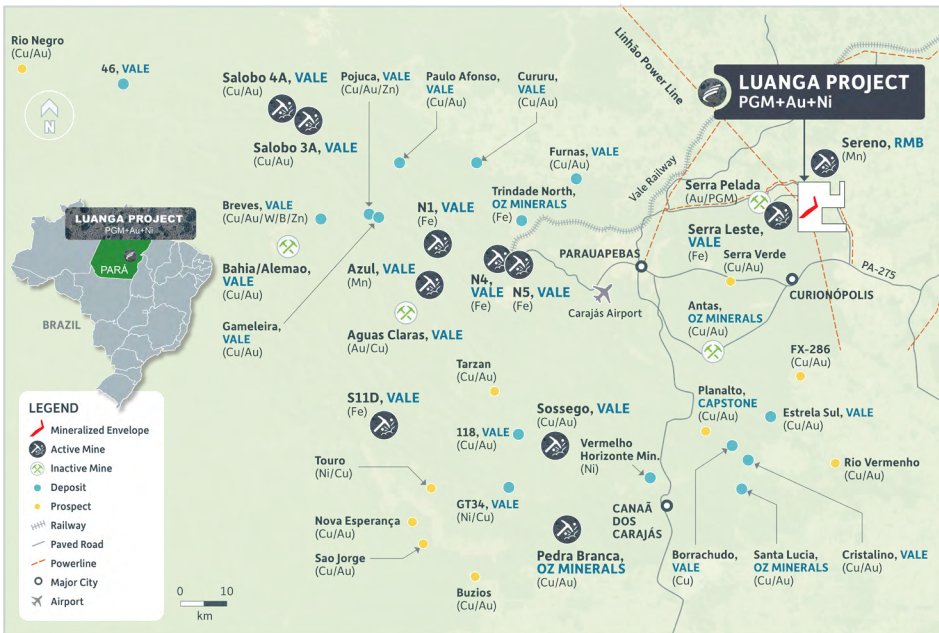 Rio Negro
(Cu/Au)
46, VALE
N
Salobo 4A, VALE
(Cu/Au)
Salobo 3A, VALE
(Cu/Au)
Pojuca, VALE
(Cu/Au/Zn)
Paulo Afonso,
VALE
(Cu/Au)
Cururu,
VALE
(Cu/Au)
Linhão Power Line
LUANGA PROJECT
PGM+Au+Ni
Sereno, RMB
(Mn)
Furnas, VALE
(Cu/Au)
Vale Railway
Trindade North,
OZ MINERALS
(Fe)
Serra Pelada
(Au/PGM)
Serra Leste,
VALE
(Fe)
Serra Verde
(Cu/Au)
Breves, VALE
(Cu/Au/W/B/Zn)
N1, VALE
(Fe)
Bahia/Alemao,
VALE
(Cu/Au)
Azul, VALE
(Mn)
N4,
VALE
(Fe)
N5, VALE
(Fe)
PARAUAPEBAS
Carajás Airport
PA-275
CURIONÓPOLIS
Gameleira,
VALE
(Cu/Au)
Aguas Claras, VALE
(Au/Cu)
Antas,
OZ MINERALS
(Cu/Au)
FX-286
(Cu/Au)
LUANGA PROJECT
PGM+Au+Ni
PARÁ
BRAZIL
Tarzan
(Cu/Au)
S11D, VALE
(Fe)
118, VALE
(Cu/Au)
Sossego, VALE
(Cu/Au)
Vermelho
Horizonte Min.
(Ni)
Planalto,
CAPSTONE
(Cu/Au)
Estrela Sul, VALE
(Cu/Au)
Rio Vermenho
(Cu/Au)
Touro
(Ni/Cu)
GT34, VALE
(Ni/Cu)
CANAÃ
DOS
CARAJÁS
Nova Esperança
(Cu/Au)
Sao Jorge
(Cu/Au)
Pedra Branca,
OZ MINERALS
(Cu/Au)
Buzios
(Cu/Au)
Borrachudo,
VALE
(Cu)
Santa Lucia,
OZ MINERALS
(Cu/Au)
Cristalino, VALE
(Cu/Au)
LEGEND
Mineralized Envelope
Active Mine
Inactive Mine
Deposit
Prospect
Railway
Paved Road
Powerline
Major City
Airport
0 10
km